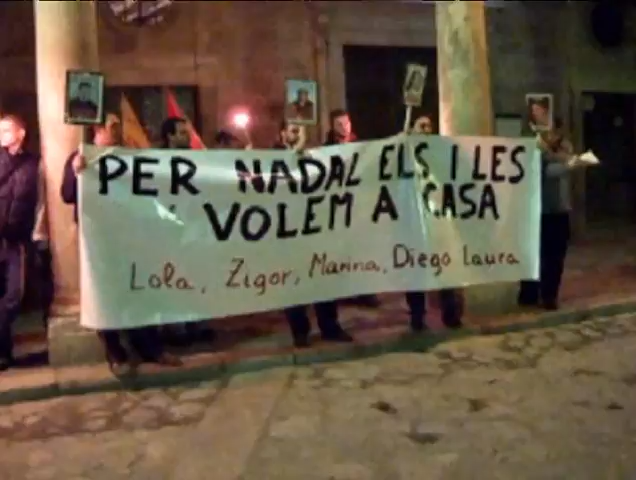 PER NADAL ELS I LES
VOLEM A CASA
Lola, Zigor, Marina, Diego Laura